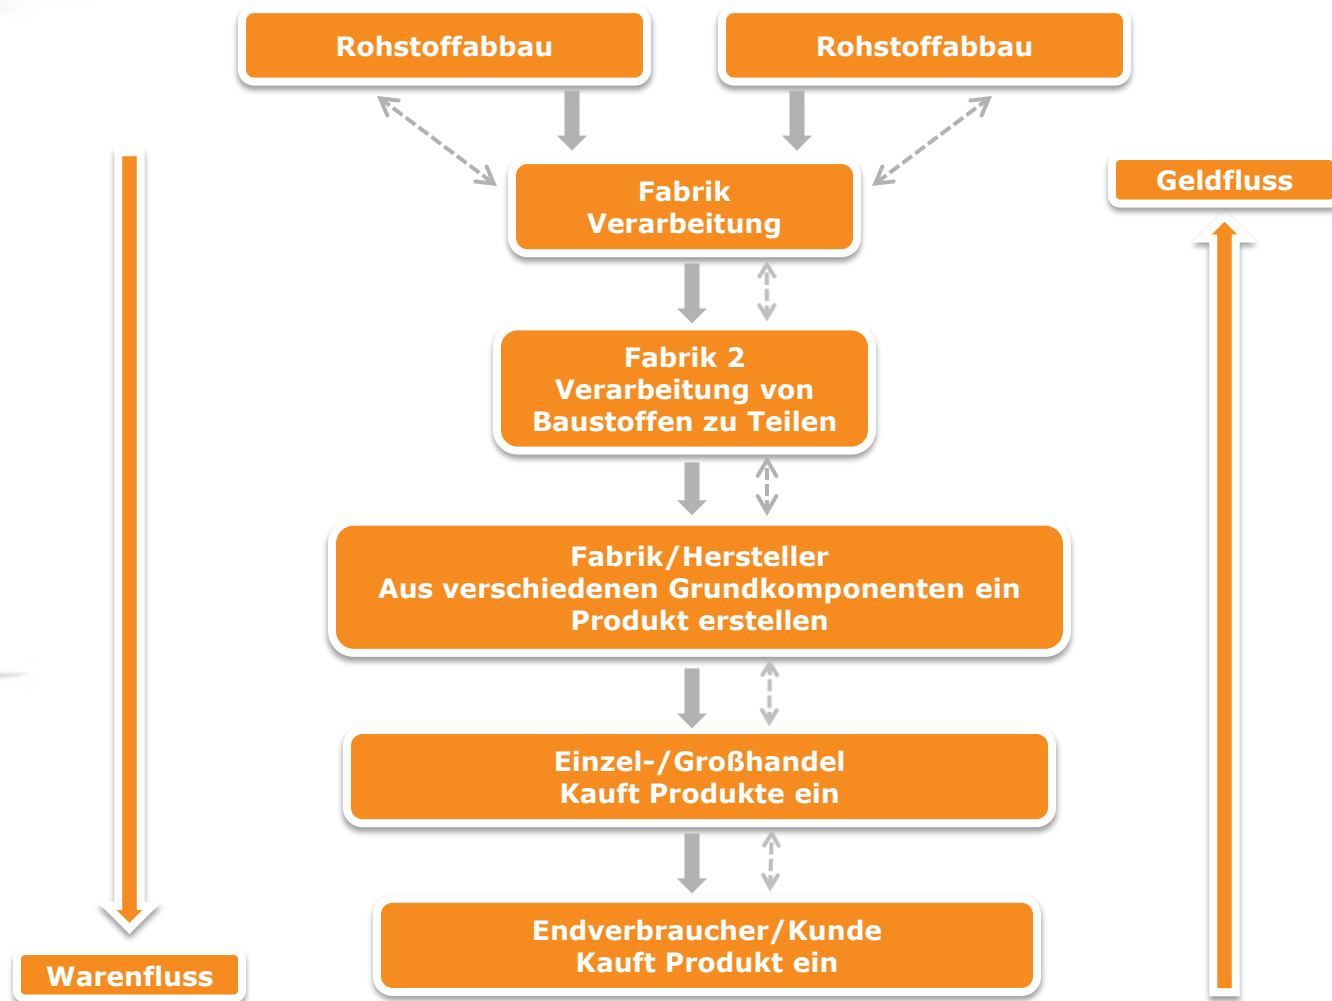 Rohstoffabbau
Rohstoffabbau
Fabrik
Verarbeitung
Geldfluss
Fabrik 2
Verarbeitung von
Baustoffen zu Teilen
Fabrik/Hersteller
Aus verschiedenen Grundkomponenten ein
Produkt erstellen
Einzel-/Großhandel
Kauft Produkte ein
Endverbraucher/Kunde
Kauft Produkt ein
Warenfluss